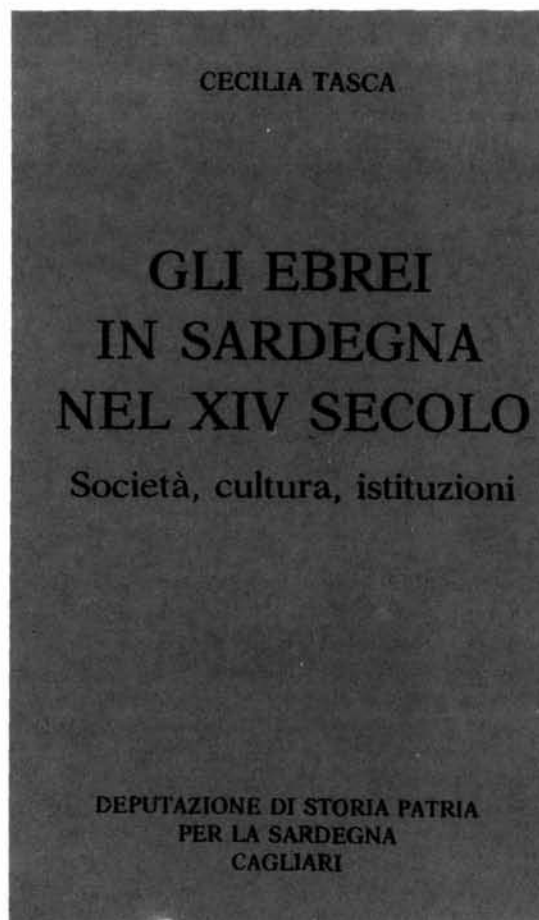 CECILIA TASCA
GLI EBREI
IN SARDEGNA
NEL XIV SECOLO
Società, cultura, istituzioni
DEPUTAZIONE DI STORIA PATRIA
PER LA SARDEGNA
CAGLIARI